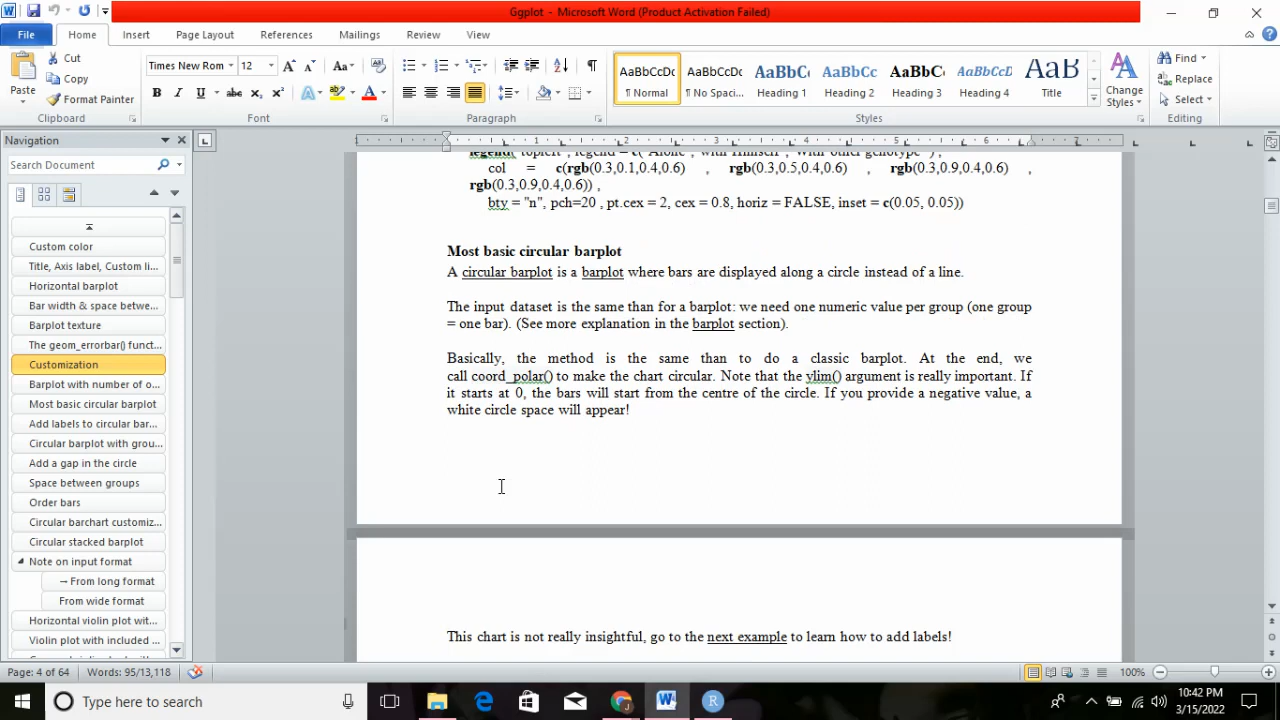 Ggplot - Microsoft Word (Product Activation Failed)
File Home Insert Page Layout References Mailings Review View
Paste
Cut
Copy
Format Painter
Clipboard
Times New Rom 12
Font
Paragraph
AaBbCcDc AaBbCcDc AaBbC AaBbCc AaBbCc AaBbCcI AaB
¶ Normal ¶ No Spaci... Heading 1 Heading 2 Heading 3 Heading 4 Title
Change Styles
Styles
Find
Replace
Select
Editing
Navigation
Search Document
Custom color
Title, Axis label, Custom li...
Horizontal barplot
Bar width & space betwe...
Barplot texture
The geom_errorbar() funct...
Customization
Barplot with number of o...
Most basic circular barplot
Add labels to circular bar...
Circular barplot with grou...
Add a gap in the circle
Space between groups
Order bars
Circular barchart customiz...
Circular stacked barplot
Note on input format
→ From long format
From wide format
Horizontal violin plot wit...
Violin plot with included ...
legend("topleft", legend = c("Alone","With Himself","With other genotype") ,
col = c(rgb(0.3,0.1,0.4,0.6) , rgb(0.3,0.5,0.4,0.6) , rgb(0.3,0.9,0.4,0.6) ,
rgb(0.3,0.9,0.4,0.6)) ,
bty = "n", pch=20 , pt.cex = 2, cex = 0.8, horiz = FALSE, inset = c(0.05, 0.05))
Most basic circular barplot
A circular barplot is a barplot where bars are displayed along a circle instead of a line.
The input dataset is the same than for a barplot: we need one numeric value per group (one group
= one bar). (See more explanation in the barplot section).
Basically, the method is the same than to do a classic barplot. At the end, we
call coord_polar() to make the chart circular. Note that the ylim() argument is really important. If
it starts at 0, the bars will start from the centre of the circle. If you provide a negative value, a
white circle space will appear!
This chart is not really insightful, go to the next example to learn how to add labels!
Page: 4 of 64 Words: 95/13,118 100%
Type here to search
10:42 PM
3/15/2022